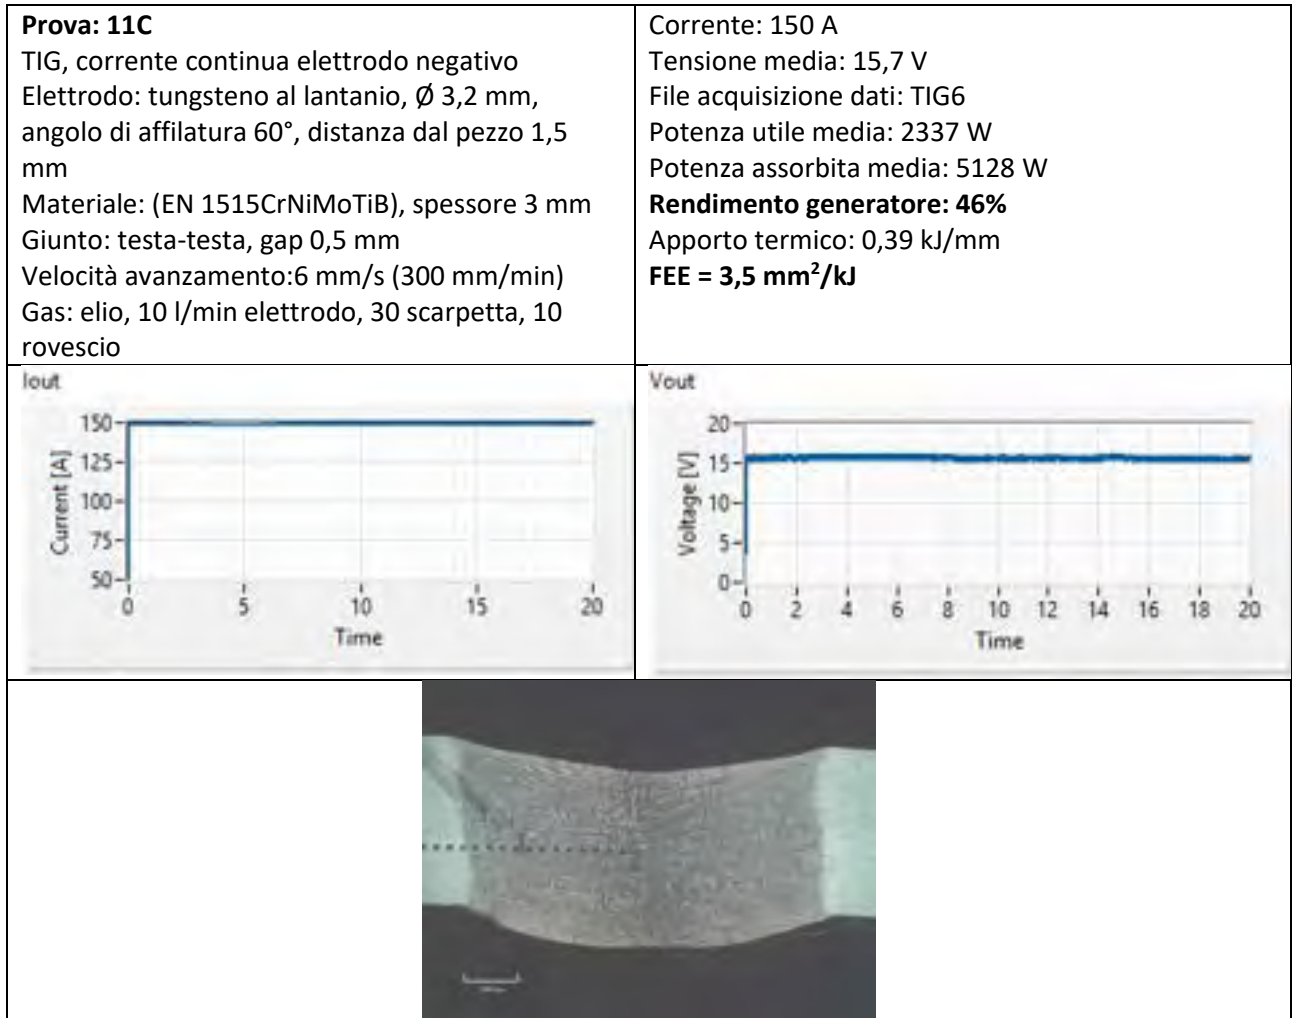 Prova: 11C
TIG, corrente continua elettrodo negativo
Elettrodo: tungsteno al lantanio, Ø 3,2 mm,
angolo di affilatura 60°, distanza dal pezzo 1,5
mm
Materiale: (EN 1515CrNiMoTiB), spessore 3 mm
Giunto: testa-testa, gap 0,5 mm
Velocità avanzamento:6 mm/s (300 mm/min)
Gas: elio, 10 l/min elettrodo, 30 scarpetta, 10
rovescio
Corrente: 150 A
Tensione media: 15,7 V
File acquisizione dati: TIG6
Potenza utile media: 2337 W
Potenza assorbita media: 5128 W
Rendimento generatore: 46%
Apporto termico: 0,39 kJ/mm
FEE = 3,5 mm²/kJ
Iout
Current [A]
150
125
100
75
50
0 5 10 15 20
Time
Vout
Voltage [V]
20
15
10
5
0
0 2 4 6 8 10 12 14 16 18 20
Time